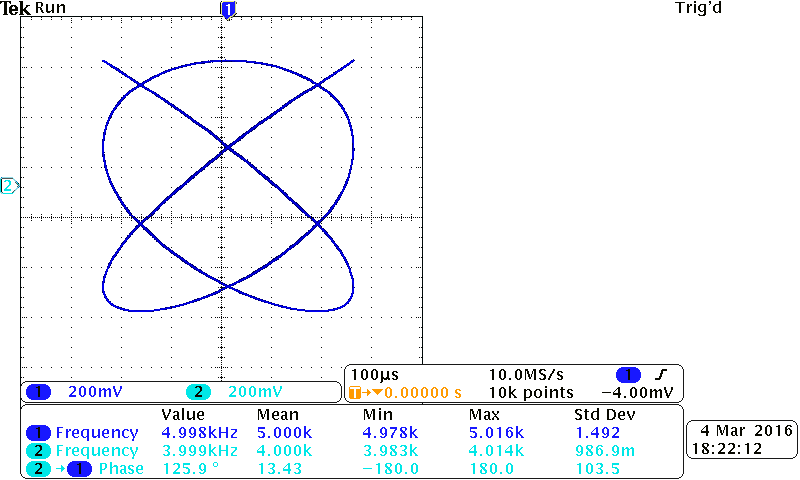 Tek Run Trig'd
1
2
1 200mV 2 200mV
100µs 10.0MS/s 1
T→▼0.00000 s 10k points −4.00mV
Value Mean Min Max Std Dev
1 Frequency 4.998kHz 5.000k 4.978k 5.016k 1.492
2 Frequency 3.999kHz 4.000k 3.983k 4.014k 986.9m
2→1 Phase 125.9 ° 13.43 −180.0 180.0 103.5
4 Mar 2016
18:22:12